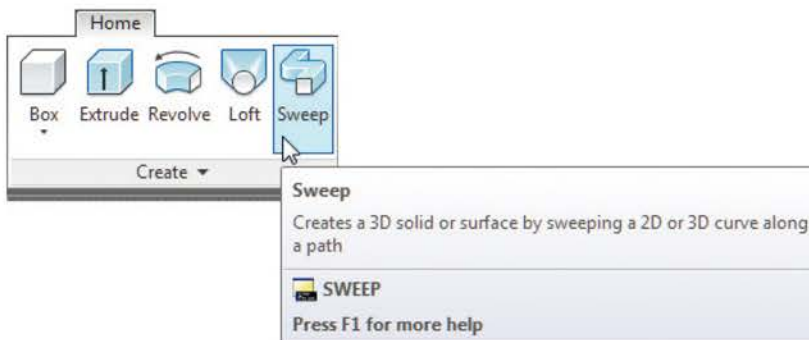 Home
Box Extrude Revolve Loft Sweep
Create
Sweep
Creates a 3D solid or surface by sweeping a 2D or 3D curve along
a path
SWEEP
Press F1 for more help